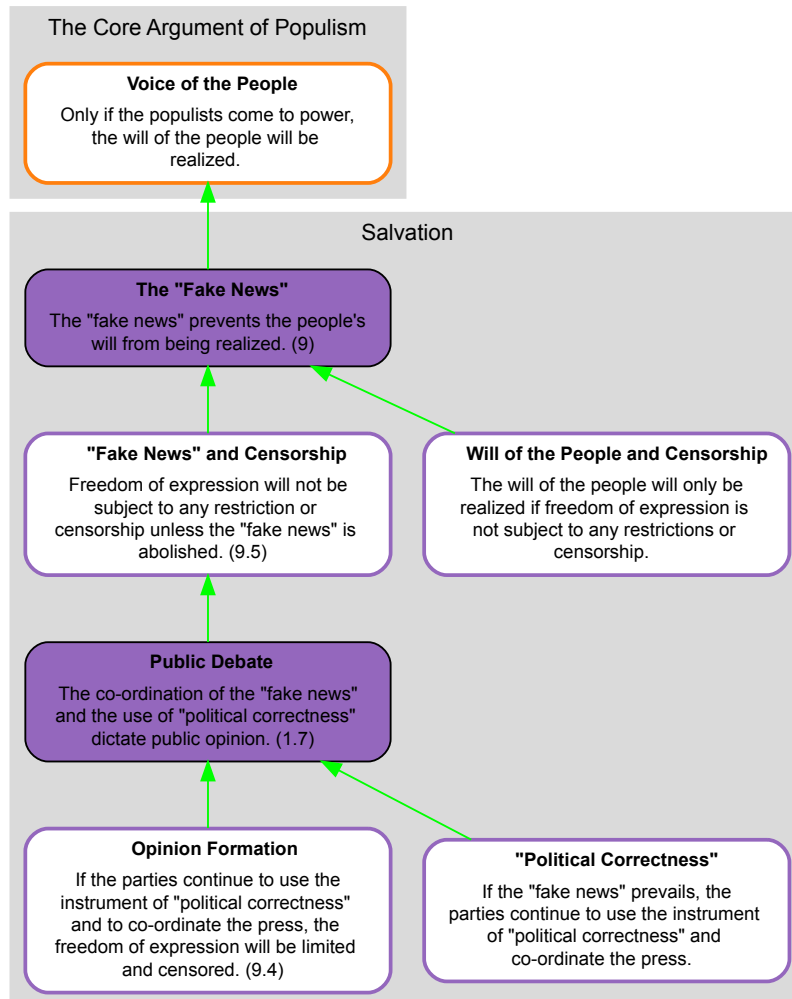 The Core Argument of Populism
Voice of the People
Only if the populists come to power,
the will of the people will be
realized.
Salvation
The "Fake News"
The "fake news" prevents the people's
will from being realized. (9)
"Fake News" and Censorship
Freedom of expression will not be
subject to any restriction or
censorship unless the "fake news" is
abolished. (9.5)
Will of the People and Censorship
The will of the people will only be
realized if freedom of expression is
not subject to any restrictions or
censorship.
Public Debate
The co-ordination of the "fake news"
and the use of "political correctness"
dictate public opinion. (1.7)
Opinion Formation
If the parties continue to use the
instrument of "political correctness"
and to co-ordinate the press, the
freedom of expression will be limited
and censored. (9.4)
"Political Correctness"
If the "fake news" prevails, the
parties continue to use the instrument
of "political correctness" and
co-ordinate the press.